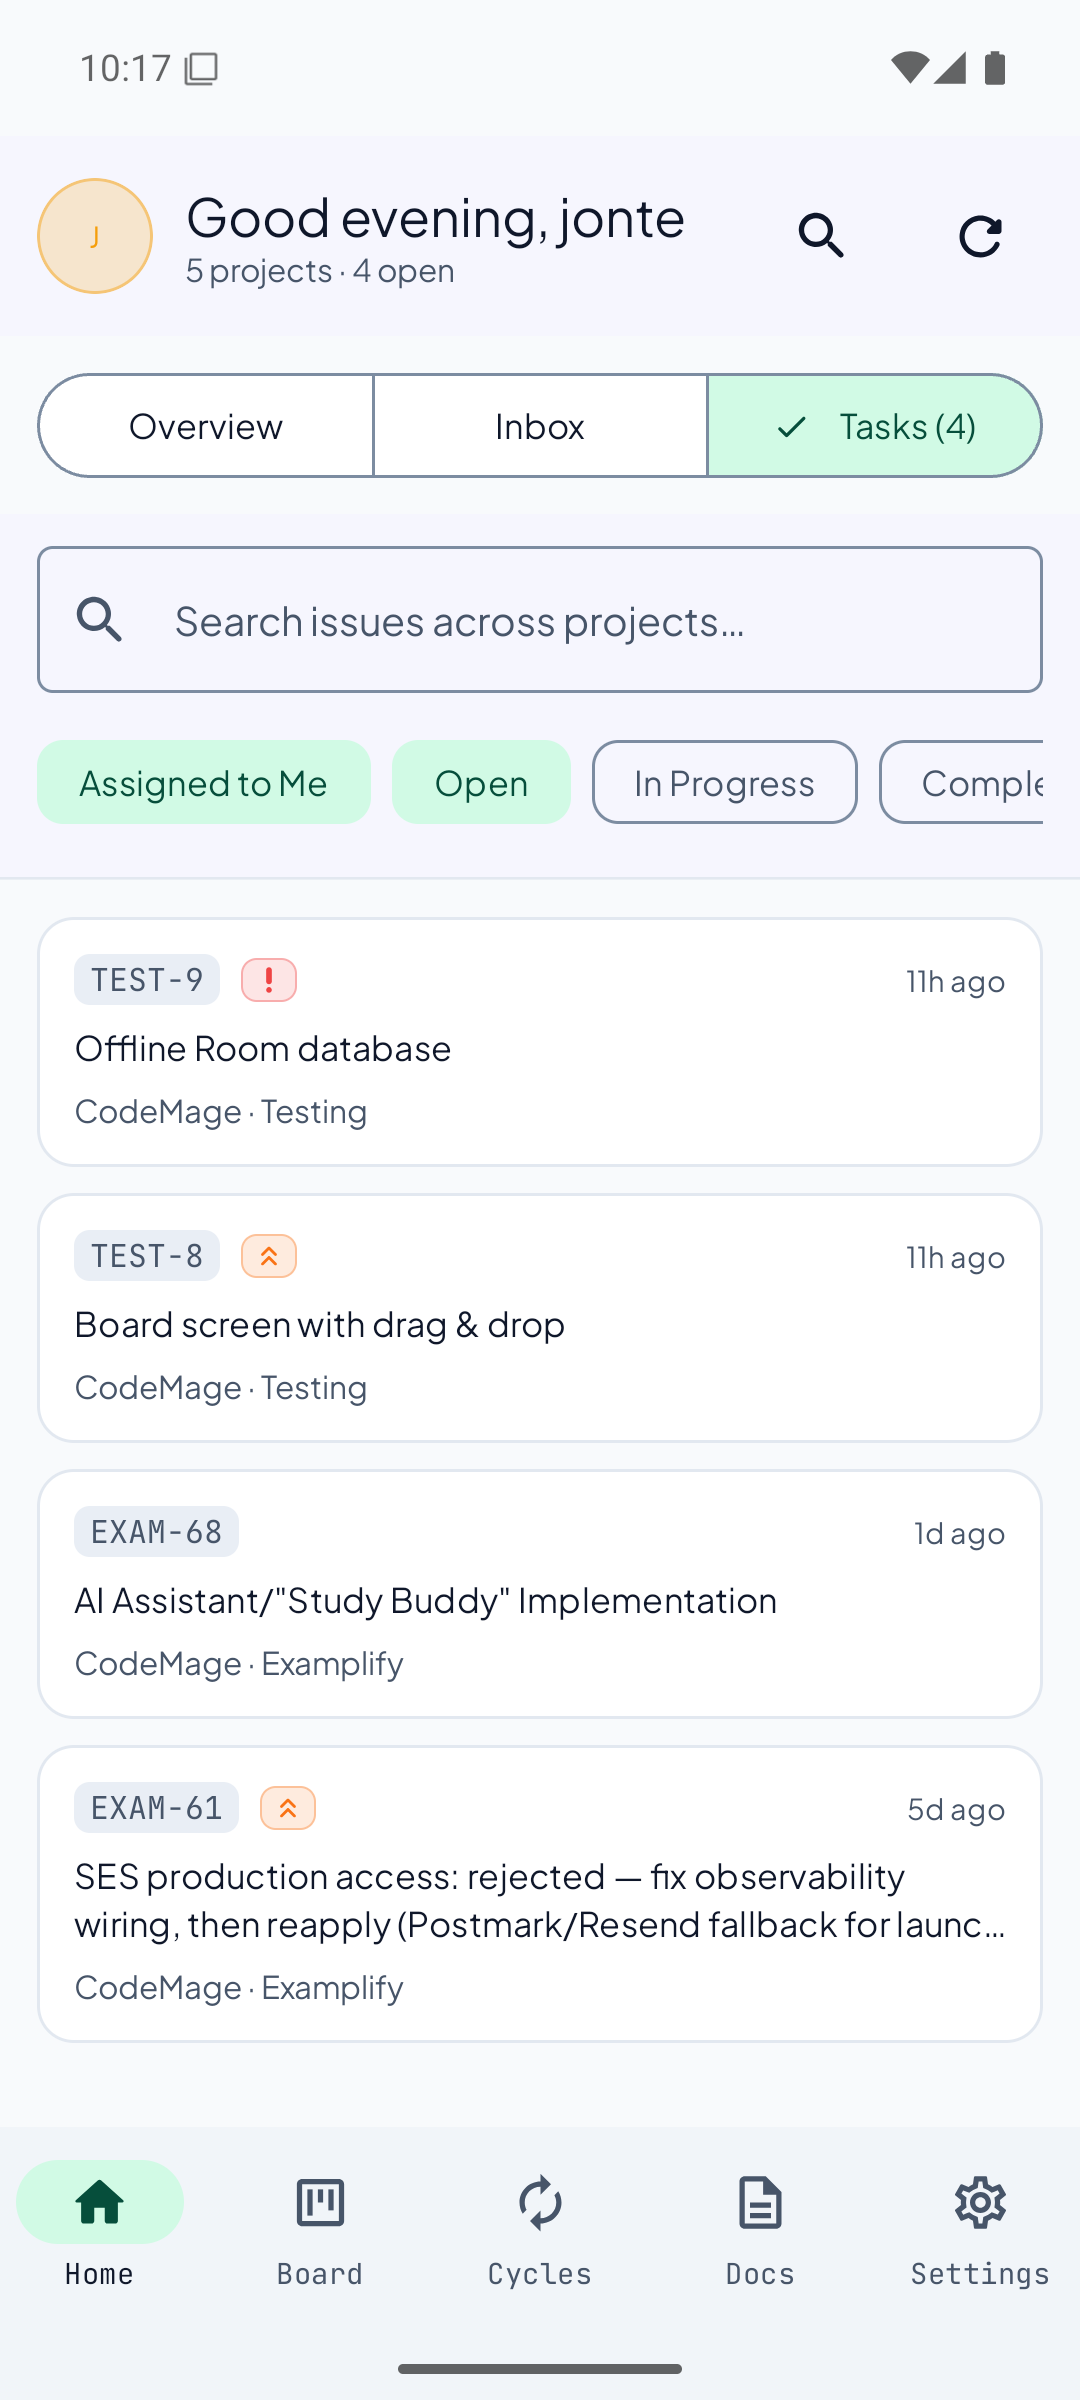 10:17
J
Good evening, jonte
5 projects · 4 open
Overview
Inbox
Tasks (4)
Search issues across projects...
Assigned to Me
Open
In Progress
Comple
TEST-9
11h ago
Offline Room database
CodeMage · Testing
TEST-8
11h ago
Board screen with drag & drop
CodeMage · Testing
EXAM-68
1d ago
AI Assistant/"Study Buddy" Implementation
CodeMage · Examplify
EXAM-61
5d ago
SES production access: rejected — fix observability
wiring, then reapply (Postmark/Resend fallback for launc...
CodeMage · Examplify
Home
Board
Cycles
Docs
Settings